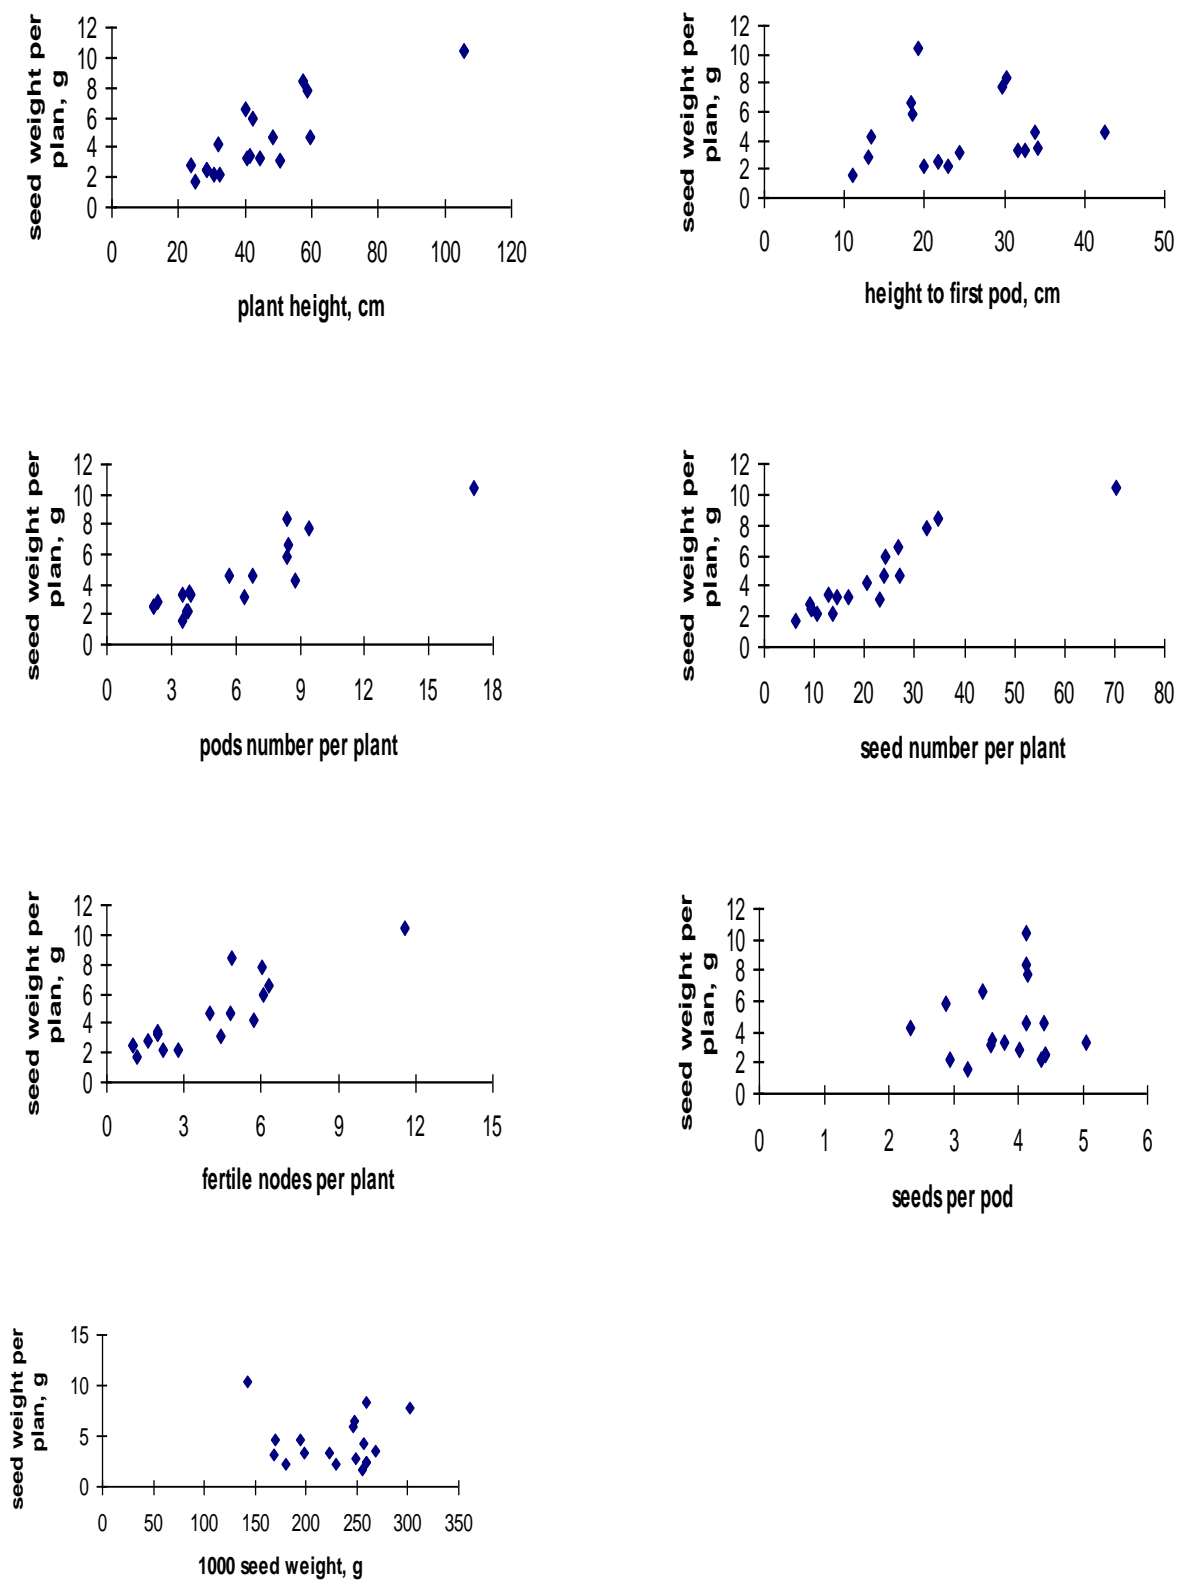 seed weight per
plan, g
12
10
8
6
4
2
0
0 20 40 60 80 100 120
plant height, cm
seed weight per
plan, g
12
10
8
6
4
2
0
0 10 20 30 40 50
height to first pod, cm
seed weight per
plan, g
12
10
8
6
4
2
0
0 3 6 9 12 15 18
pods number per plant
seed weight per
plan, g
12
10
8
6
4
2
0
0 10 20 30 40 50 60 70 80
seed number per plant
seed weight per
plan, g
12
10
8
6
4
2
0
0 3 6 9 12 15
fertile nodes per plant
seed weight per
plan, g
12
10
8
6
4
2
0
0 1 2 3 4 5 6
seeds per pod
seed weight per
plan, g
15
10
5
0
0 50 100 150 200 250 300 350
1000 seed weight, g